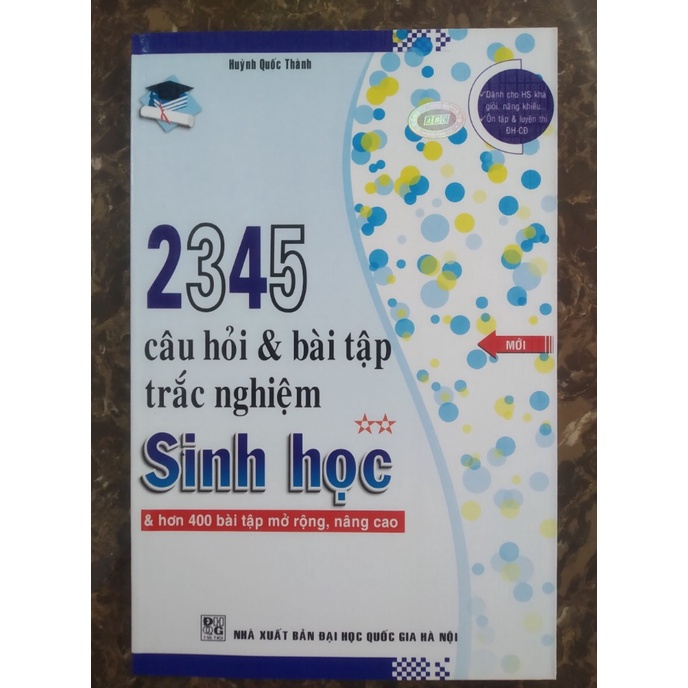 Huỳnh Quốc Thành
✓Dành cho HS khá
giỏi, năng khiếu...
✓Ôn tập & luyện thi
ĐH-CĐ
2345
câu hỏi & bài tập
trắc nghiệm
MỚI
Sinh học
& hơn 400 bài tập mở rộng, nâng cao
NHÀ XUẤT BẢN ĐẠI HỌC QUỐC GIA HÀ NỘI